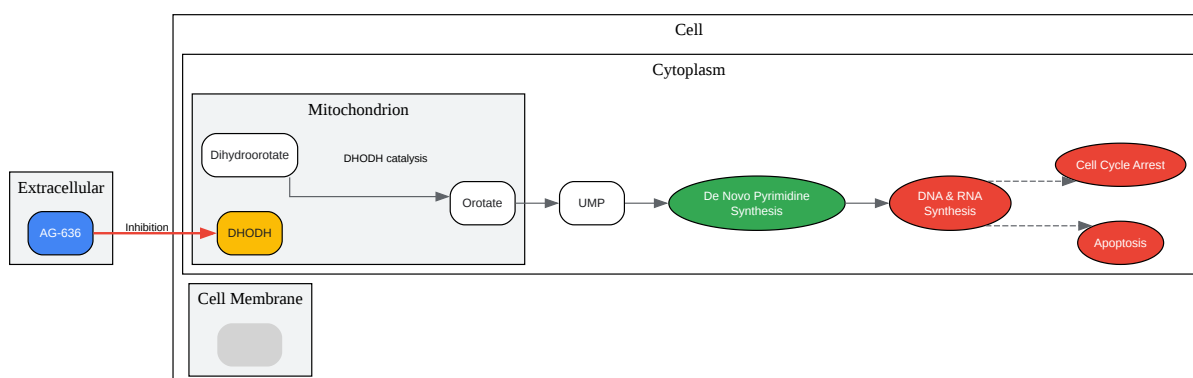 Cell
Cytoplasm
Mitochondrion
Dihydroorotate
DHODH catalysis
Cell Cycle Arrest
Extracellular
Orotate
UMP
De Novo Pyrimidine
Synthesis
DNA & RNA
Synthesis
AG-636
Inhibition
DHODH
Apoptosis
Cell Membrane